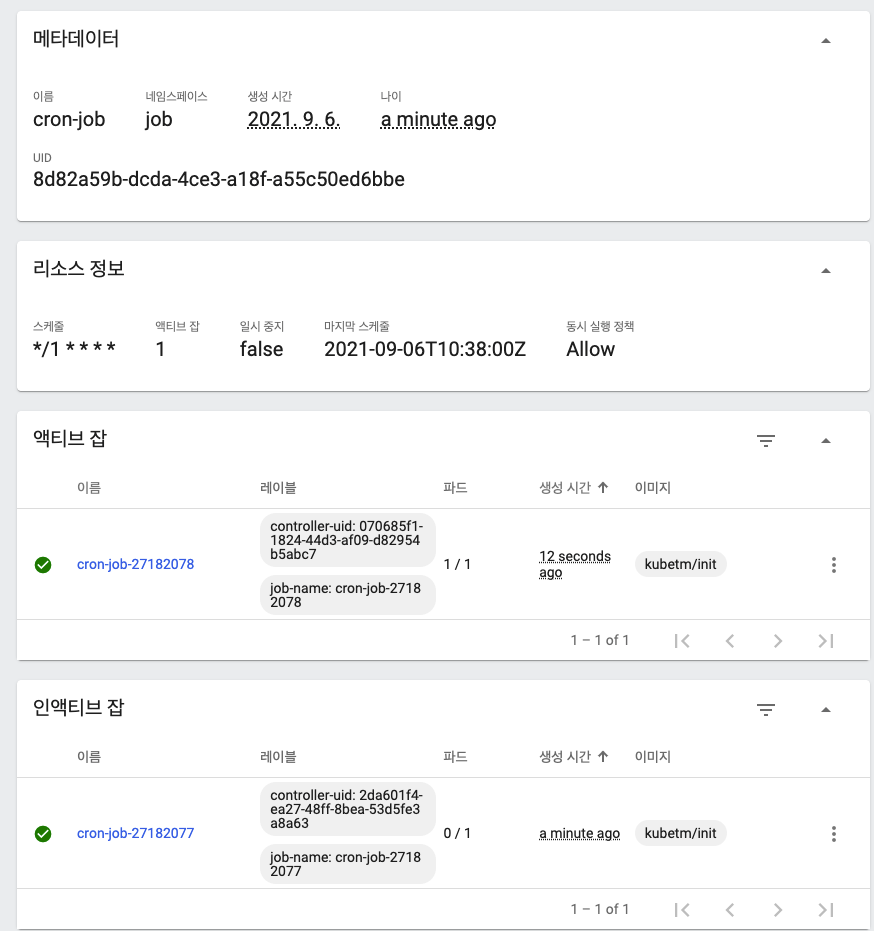 메타데이터
이름 네임스페이스 생성 시간 나이
cron-job job 2021. 9. 6. a minute ago
UID
8d82a59b-dcda-4ce3-a18f-a55c50ed6bbe
리소스 정보
스케줄 액티브 잡 일시 중지 마지막 스케줄 동시 실행 정책
*/1 * * * * 1 false 2021-09-06T10:38:00Z Allow
액티브 잡
이름 레이블 파드 생성 시간 이미지
cron-job-27182078
controller-uid: 070685f1-
1824-44d3-af09-d82954
b5abc7
job-name: cron-job-2718
2078
1 / 1
12 seconds
ago
kubetm/init
1 – 1 of 1
인액티브 잡
이름 레이블 파드 생성 시간 이미지
cron-job-27182077
controller-uid: 2da601f4-
ea27-48ff-8bea-53d5fe3
a8a63
job-name: cron-job-2718
2077
0 / 1
a minute ago
kubetm/init
1 – 1 of 1